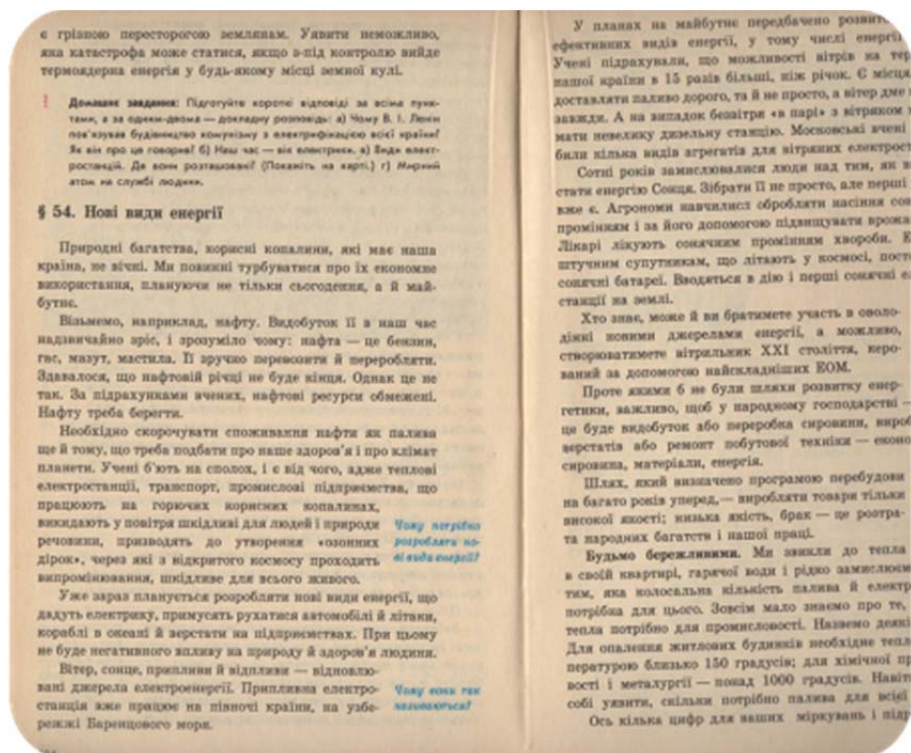 є грізною пересторогою землянам. Уявити неможливо,
яка катастрофа може статися, якщо з-під контролю вийде
термоядерна енергія у будь-якому місці земної кулі.
Домашнє завдання: Підготуйте короткі відповіді за всіма пунк-
тами, а за одним-двома — докладну розповідь: а) Чому В. І. Ленін
пов'язував будівництво комунізму з електрифікацією всієї країни?
Як він про це говорив? б) Наш час — вік електрики. в) Види елект-
ростанцій. Де вони розташовані? (Покажіть на карті.) г) Мирний
атом на службі людини.
§ 54. Нові види енергії
Природні багатства, корисні копалини, які має наша
країна, не вічні. Ми повинні турбуватися про їх економне
використання, плануючи не тільки сьогодення, а й май-
бутнє.
Візьмемо, наприклад, нафту. Видобуток її в наш час
надзвичайно зріс, і зрозуміло чому: нафта — це бензин,
гас, мазут, мастила. Її зручно перевозити й переробляти.
Здавалося, що нафтовій річці не буде кінця. Однак це не
так. За підрахунками вчених, нафтові ресурси обмежені.
Нафту треба берегти.
Необхідно скорочувати споживання нафти як палива
ще й тому, що треба подбати про наше здоров'я і про клімат
планети. Учені б'ють на сполох, і є від чого, адже теплові
електростанції, транспорт, промислові підприємства, що
працюють на горючих корисних копалинах,
викидають у повітря шкідливі для людей і природи
речовини, призводять до утворення «озонних
дірок», через які з відкритого космосу проходить
випромінювання, шкідливе для всього живого.
Чому потрібно
розробляти но-
ві види енергії?
Уже зараз планується розробляти нові види енергії, що
дадуть електрику, примусять рухатися автомобілі й літаки,
кораблі в океані й верстати на підприємствах. При цьому
не буде негативного впливу на природу й здоров'я людини.
Вітер, сонце, припливи й відпливи — відновлю-
вані джерела електроенергії. Припливна електро-
станція вже працює на півночі країни, на узбе-
режжі Баренцового моря.
Чому вони так
називаються?
У планах на майбутнє передбачено розвито
ефективних видів енергії, у тому числі енергії
Учені підрахували, що можливості вітрів на тер
нашої країни в 15 разів більші, ніж річок. Є місця
доставляти паливо дорого, та й не просто, а вітер дме
завжди. А на випадок безвітря «в парі» з вітряком
мати невелику дизельну станцію. Московські вчені
били кілька видів агрегатів для вітряних електрос
Сотні років замислювалися люди над тим, як в
стати енергію Сонця. Зібрати її не просто, але перші
вже є. Агрономи навчилися обробляти насіння сон
промінням і за його допомогою підвищувати врожа
Лікарі лікують сонячним промінням хвороби.
штучним супутникам, що літають у космосі, пост
сонячні батареї. Вводяться в дію і перші сонячні ел
станції на землі.
Хто знає, може й ви братимете участь в оволо-
дінні новими джерелами енергії, а можливо,
створюватимете вітрильник XXI століття, керо-
ваний за допомогою найскладніших ЕОМ.
Проте якими б не були шляхи розвитку енер-
гетики, важливо, щоб у народному господарстві —
це буде видобуток або переробка сировини, вироб
верстатів або ремонт побутової техніки — еконо
сировина, матеріали, енергія.
Шлях, який визначено програмою перебудови
на багато років уперед,— виробляти товари тільки
високої якості; низька якість, брак — це розтра-
та народних багатств і нашої праці.
Будьмо бережливими. Ми звикли до тепла
в своїй квартирі, гарячої води і рідко замислюєм
тим, яка колосальна кількість палива й електр
потрібна для цього. Зовсім мало знаємо про те,
тепла потрібно для промисловості. Назвемо деякі
Для опалення житлових будинків необхідне тепл
пературою близько 150 градусів; для хімічної пр
вості і металургії — понад 1000 градусів. Навіт
собі уявити, скільки потрібно палива для всієї
Ось кілька цифр для ваших міркувань і підр